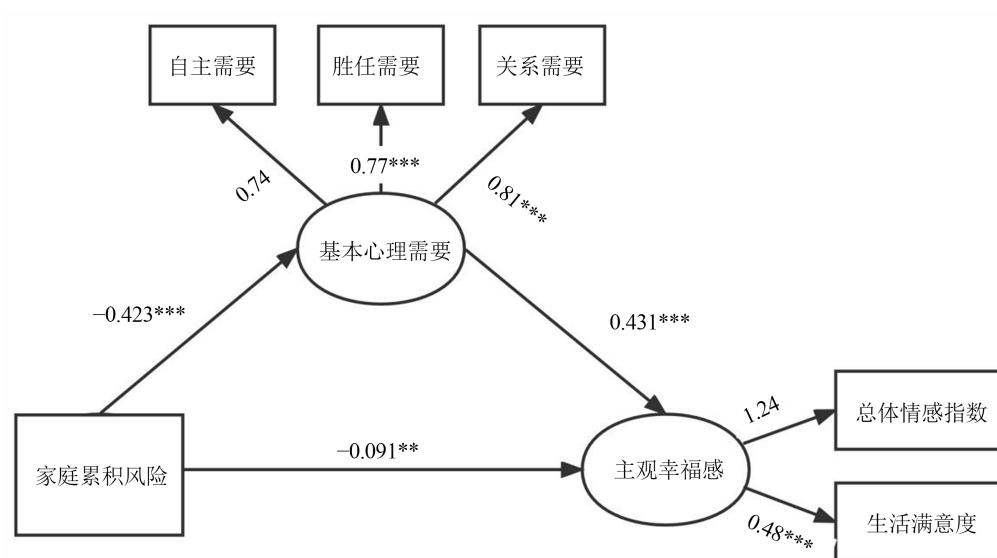 自主需要
胜任需要
关系需要
0.74
0.77***
0.81***
基本心理需要
−0.423***
0.431***
1.24
总体情感指数
−0.091**
家庭累积风险
主观幸福感
0.48***
生活满意度